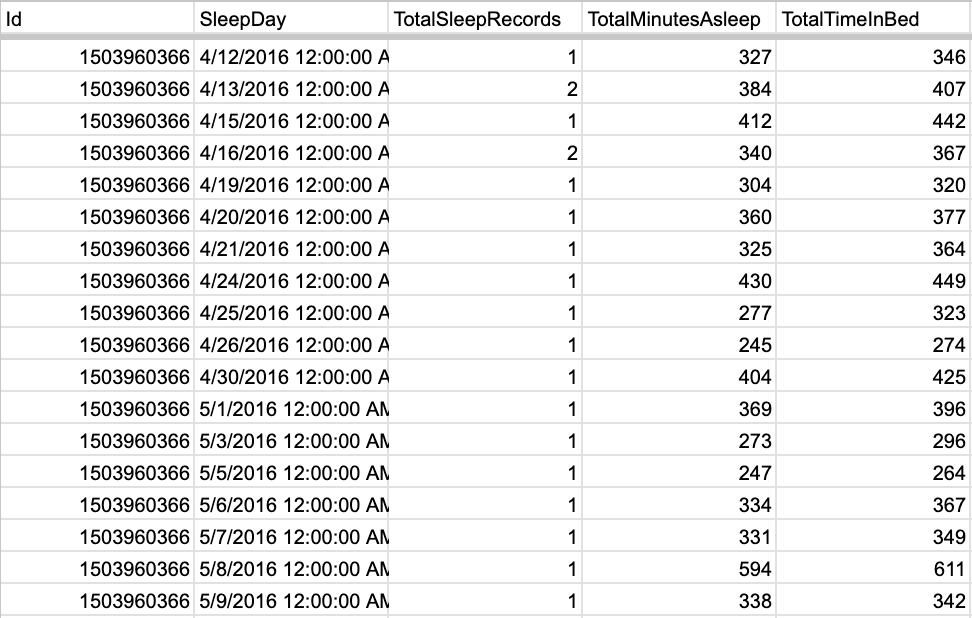 Id SleepDay TotalSleepRecords TotalMinutesAsleep TotalTimeInBed
1503960366 4/12/2016 12:00:00 A 1 327 346
1503960366 4/13/2016 12:00:00 A 2 384 407
1503960366 4/15/2016 12:00:00 A 1 412 442
1503960366 4/16/2016 12:00:00 A 2 340 367
1503960366 4/19/2016 12:00:00 A 1 304 320
1503960366 4/20/2016 12:00:00 A 1 360 377
1503960366 4/21/2016 12:00:00 A 1 325 364
1503960366 4/24/2016 12:00:00 A 1 430 449
1503960366 4/25/2016 12:00:00 A 1 277 323
1503960366 4/26/2016 12:00:00 A 1 245 274
1503960366 4/30/2016 12:00:00 A 1 404 425
1503960366 5/1/2016 12:00:00 AM 1 369 396
1503960366 5/3/2016 12:00:00 AM 1 273 296
1503960366 5/5/2016 12:00:00 AM 1 247 264
1503960366 5/6/2016 12:00:00 AM 1 334 367
1503960366 5/7/2016 12:00:00 AM 1 331 349
1503960366 5/8/2016 12:00:00 AM 1 594 611
1503960366 5/9/2016 12:00:00 AM 1 338 342